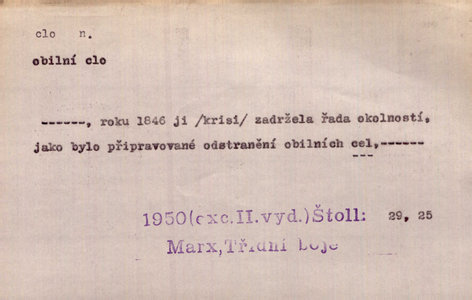 clo n.
obilní clo
------, roku 1846 ji /krisi/ zadržela řada okolností,
jako bylo připravované odstranění obilních cel,------
1950(exc.II.vyd.)Štoll: 29, 25
Marx,Třídní boje